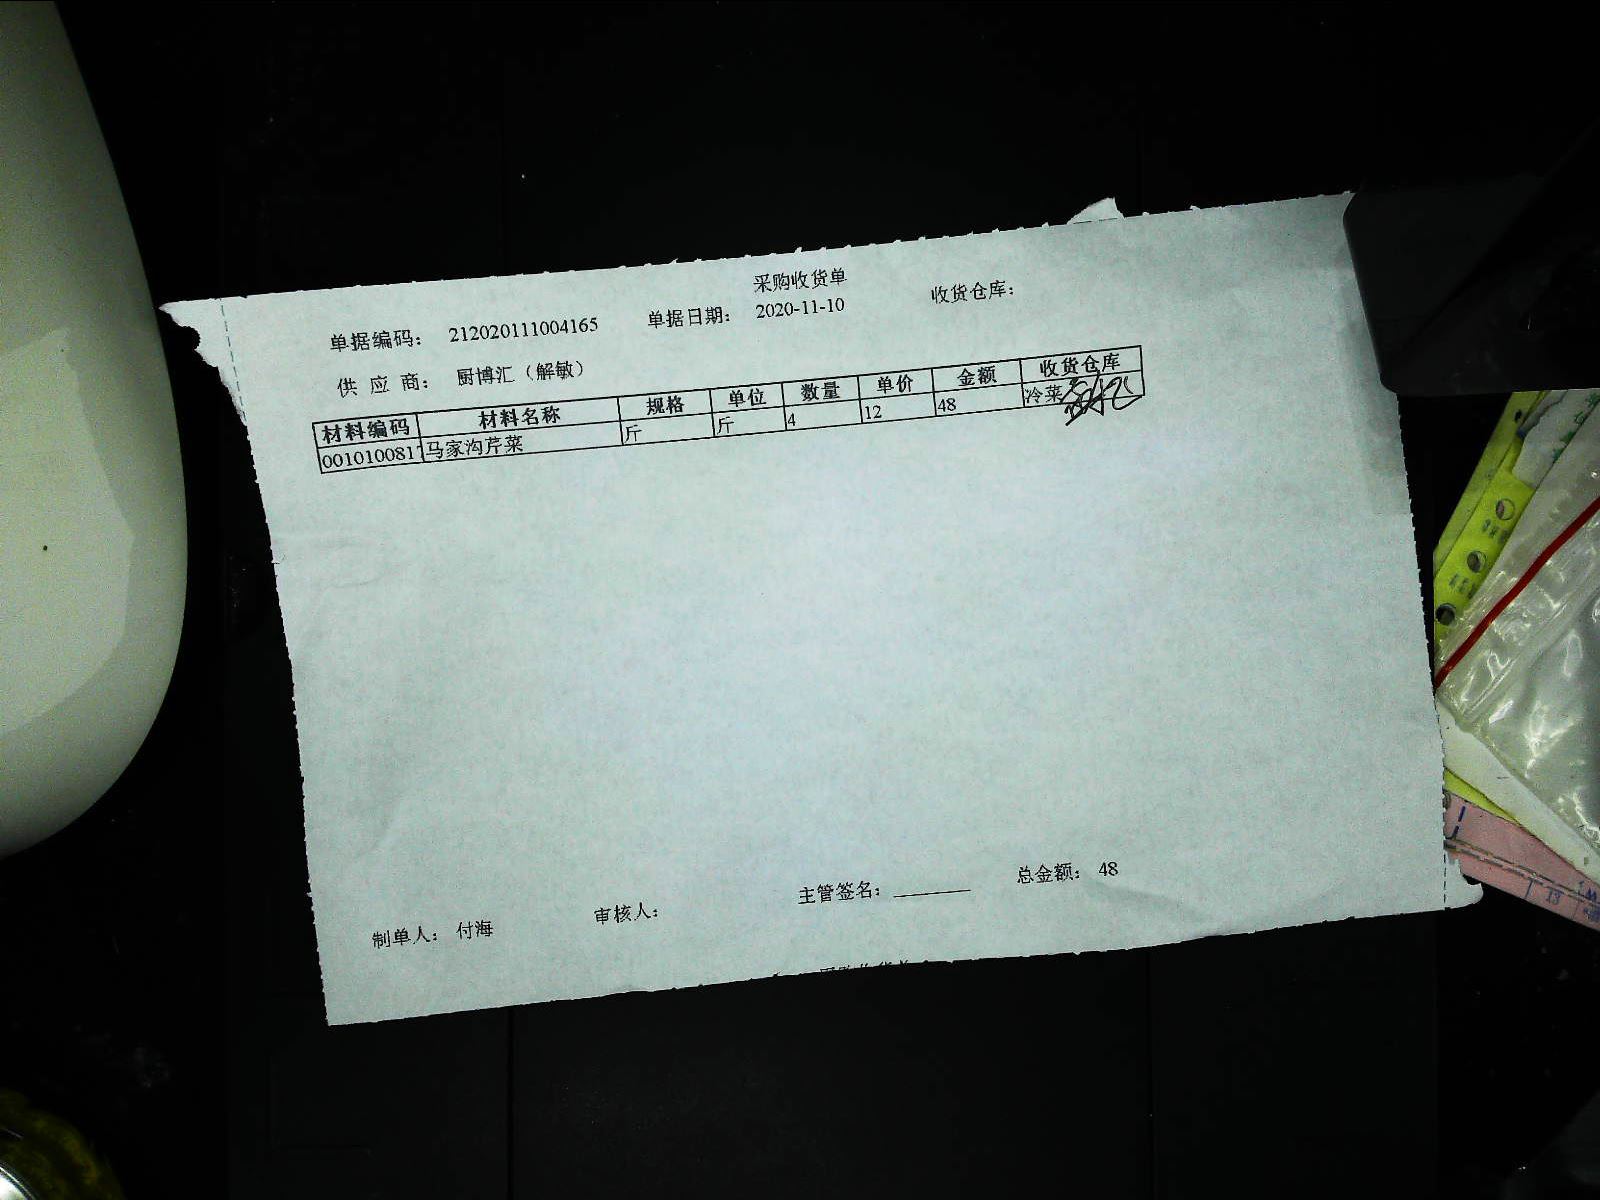 采购收货单
单据编码： 212020111004165 单据日期： 2020-11-10 收货仓库：
供 应 商： 厨博汇（解敏）
材料编码 材料名称 规格 单位 数量 单价 金额 收货仓库
001010081 马家沟芹菜 斤 斤 4 12 48 冷菜
制单人： 付海 审核人： 主管签名： 总金额： 48